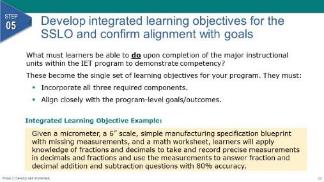 STEP
05
Develop integrated learning objectives for the
SSLO and confirm alignment with goals
What must learners be able to do upon completion of the major instructional
units within the IET program to demonstrate competency?
These become the single set of learning objectives for your program. They must:
Incorporate all three required components.
Align closely with the program-level goals/outcomes.
Integrated Learning Objective Example:
Given a micrometer, a 6" scale, simple manufacturing specification blueprint
with missing measurements, and a math worksheet, learners will apply
knowledge of fractions and decimals to take and record precise measurements
in decimals and fractions and use the measurements to answer fraction and
decimal addition and subtraction questions with 80% accuracy.